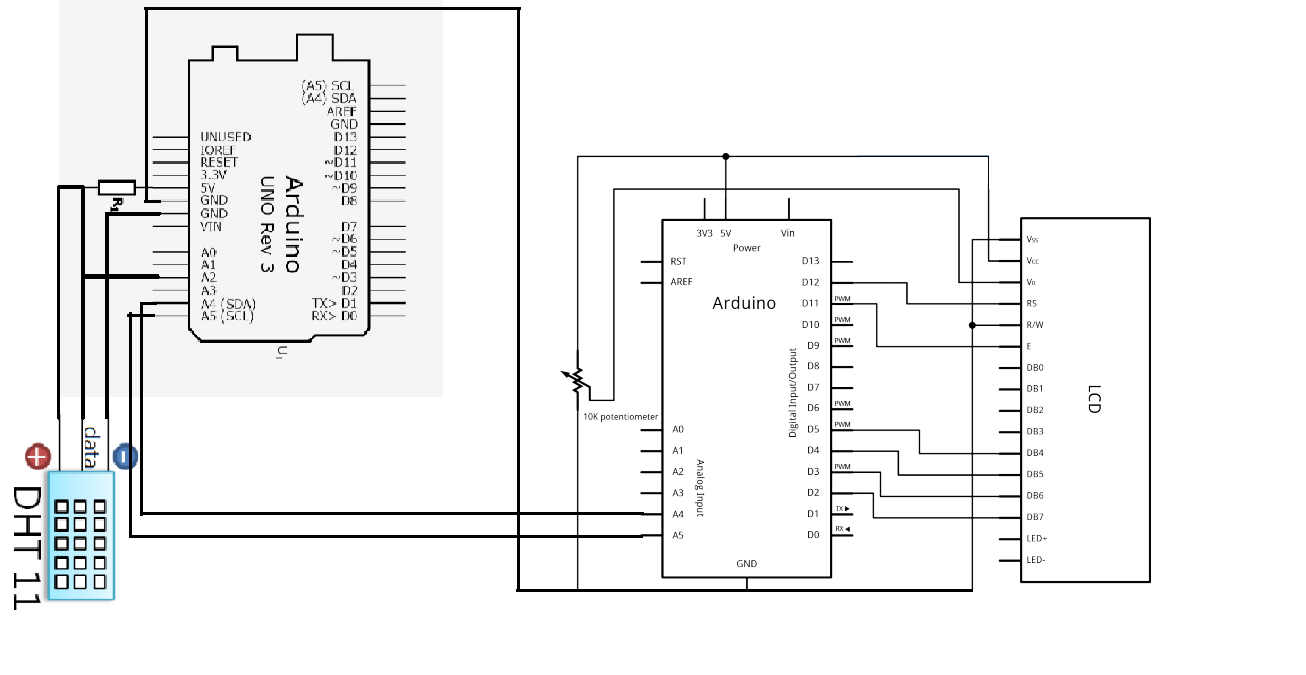 (A5) SCL
(A4) SDA
AREF
GND
UNUSED
D13
IOREF
D12
RESET
~D11
3.3V
~D10
5V
~D9
GND
D8
GND
VIN
D7
~D6
A0
~D5
A1
D4
A2
~D3
A3
D2
A4 (SDA)
TX> D1
A5 (SCL)
RX> D0
Arduino
UNO Rev 3
U1
R1
data
DHT 11
3V3 5V Vin
Power
RST
AREF
Arduino
D13
D12
D11
PWM
D10
PWM
D9
PWM
D8
D7
D6
PWM
D5
PWM
D4
D3
PWM
D2
D1
TX
D0
RX
Digital Input/Output
10K potentiometer
A0
A1
A2
A3
A4
A5
Analog Input
GND
Vss
Vcc
V0
RS
R/W
E
DB0
DB1
DB2
DB3
DB4
DB5
DB6
DB7
LED+
LED-
LCD